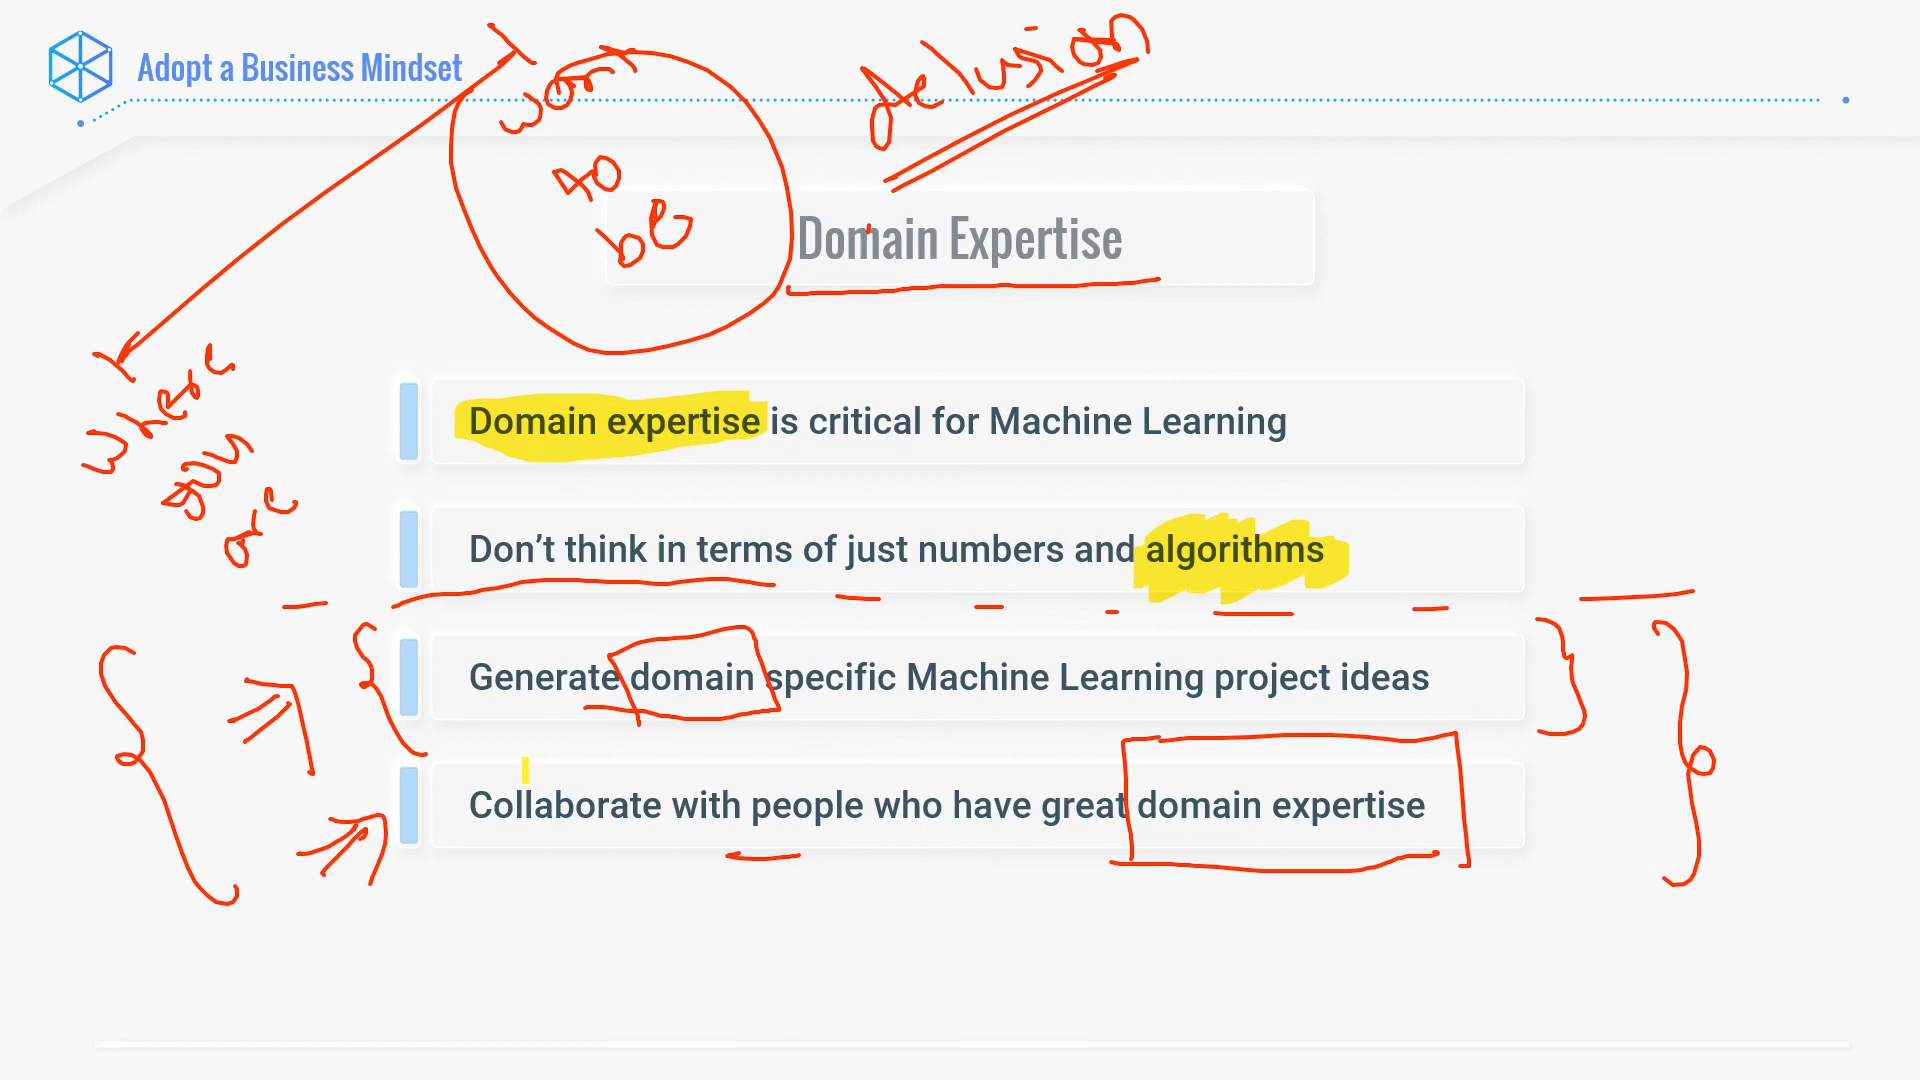 Adopt a Business Mindset
want
to
be
delusion
Domain Expertise
where
you
are
Domain expertise is critical for Machine Learning
Don’t think in terms of just numbers and algorithms
Generate domain specific Machine Learning project ideas
Collaborate with people who have great domain expertise